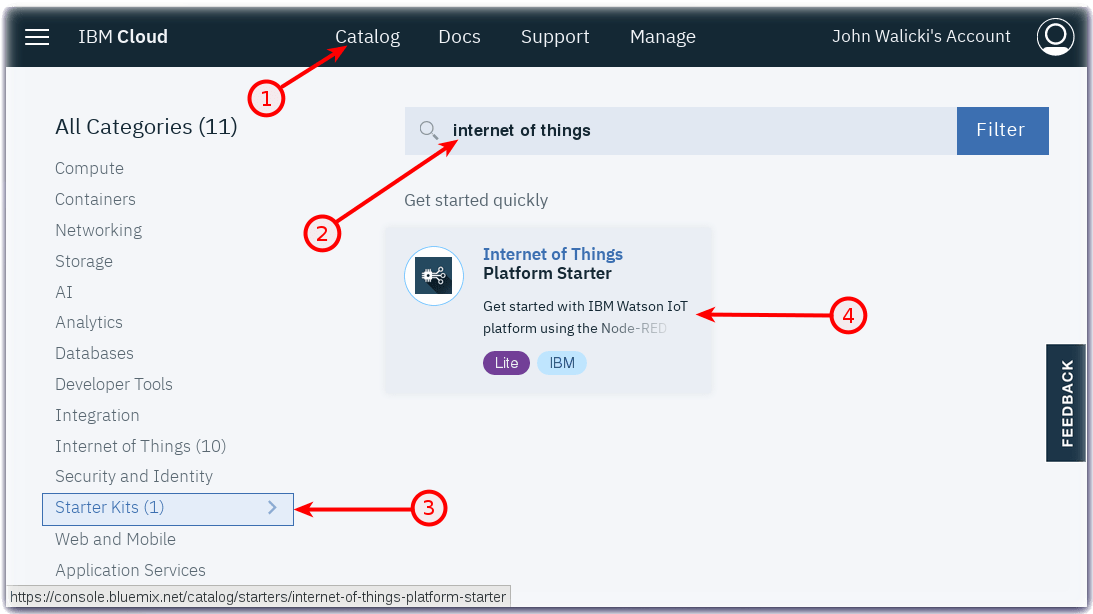 IBM Cloud
Catalog
Docs
Support
Manage
John Walicki's Account
1
All Categories (11)
internet of things
Filter
Compute
Containers
Networking
Storage
AI
Analytics
Databases
Developer Tools
Integration
Internet of Things (10)
Security and Identity
Starter Kits (1)
Web and Mobile
Application Services
2
Get started quickly
Internet of Things
Platform Starter
Get started with IBM Watson IoT
platform using the Node-RED
Lite
IBM
4
3
FEEDBACK
https://console.bluemix.net/catalog/starters/internet-of-things-platform-starter